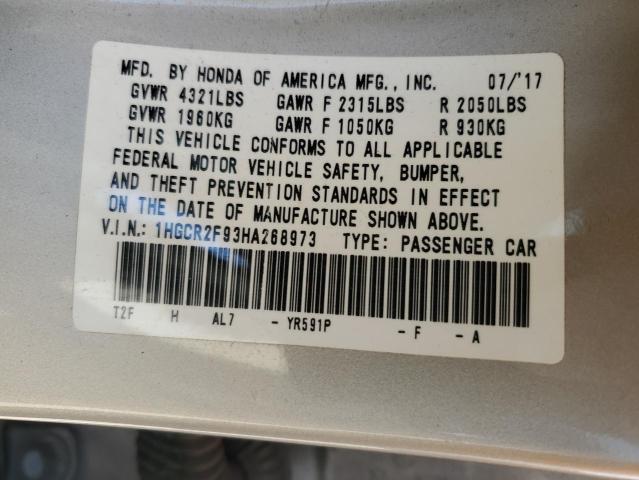 MFD. BY HONDA OF AMERICA MFG., INC. 07/'17
GVWR 4321LBS GAWR F 2315LBS R 2050LBS
GVWR 1960KG GAWR F 1050KG R 930KG
THIS VEHICLE CONFORMS TO ALL APPLICABLE
FEDERAL MOTOR VEHICLE SAFETY, BUMPER,
AND THEFT PREVENTION STANDARDS IN EFFECT
ON THE DATE OF MANUFACTURE SHOWN ABOVE.
V.I.N.: 1HGCR2F93HA268973 TYPE: PASSENGER CAR
T2F H AL7 - YR591P - F - A